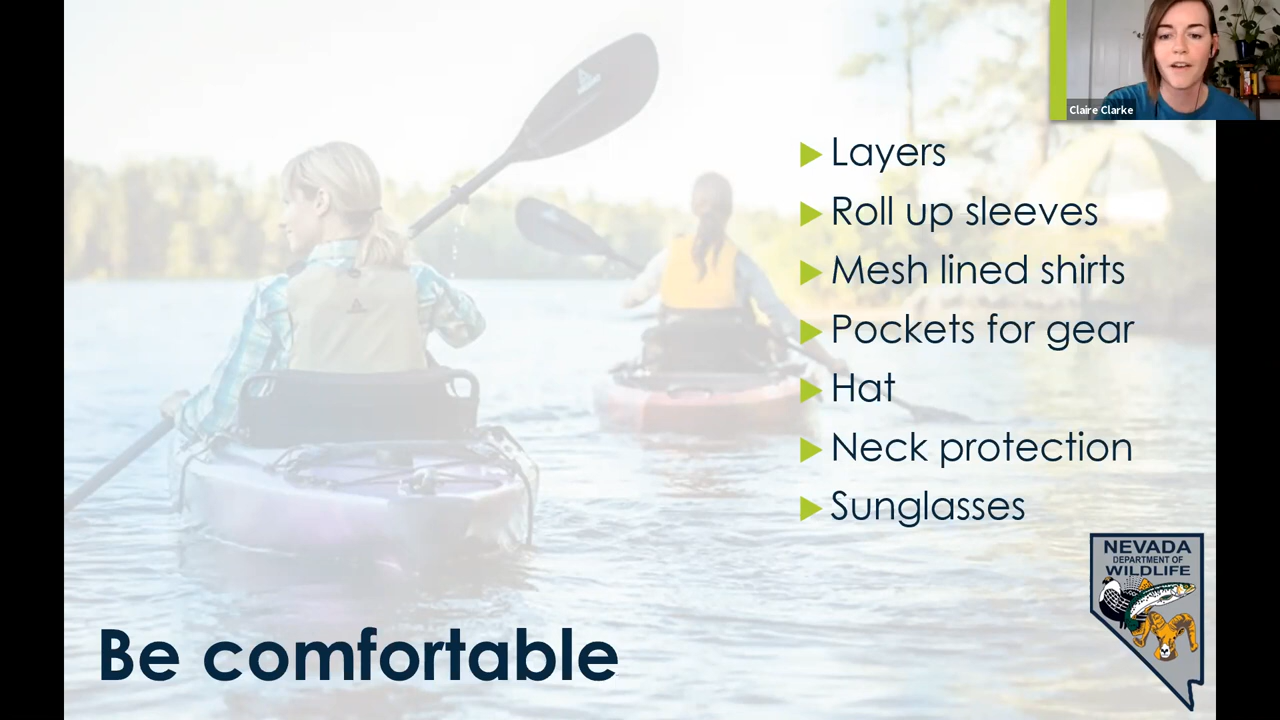 Claire Clarke
Layers
Roll up sleeves
Mesh lined shirts
Pockets for gear
Hat
Neck protection
Sunglasses
NEVADA
DEPARTMENT OF
WILDLIFE
Be comfortable